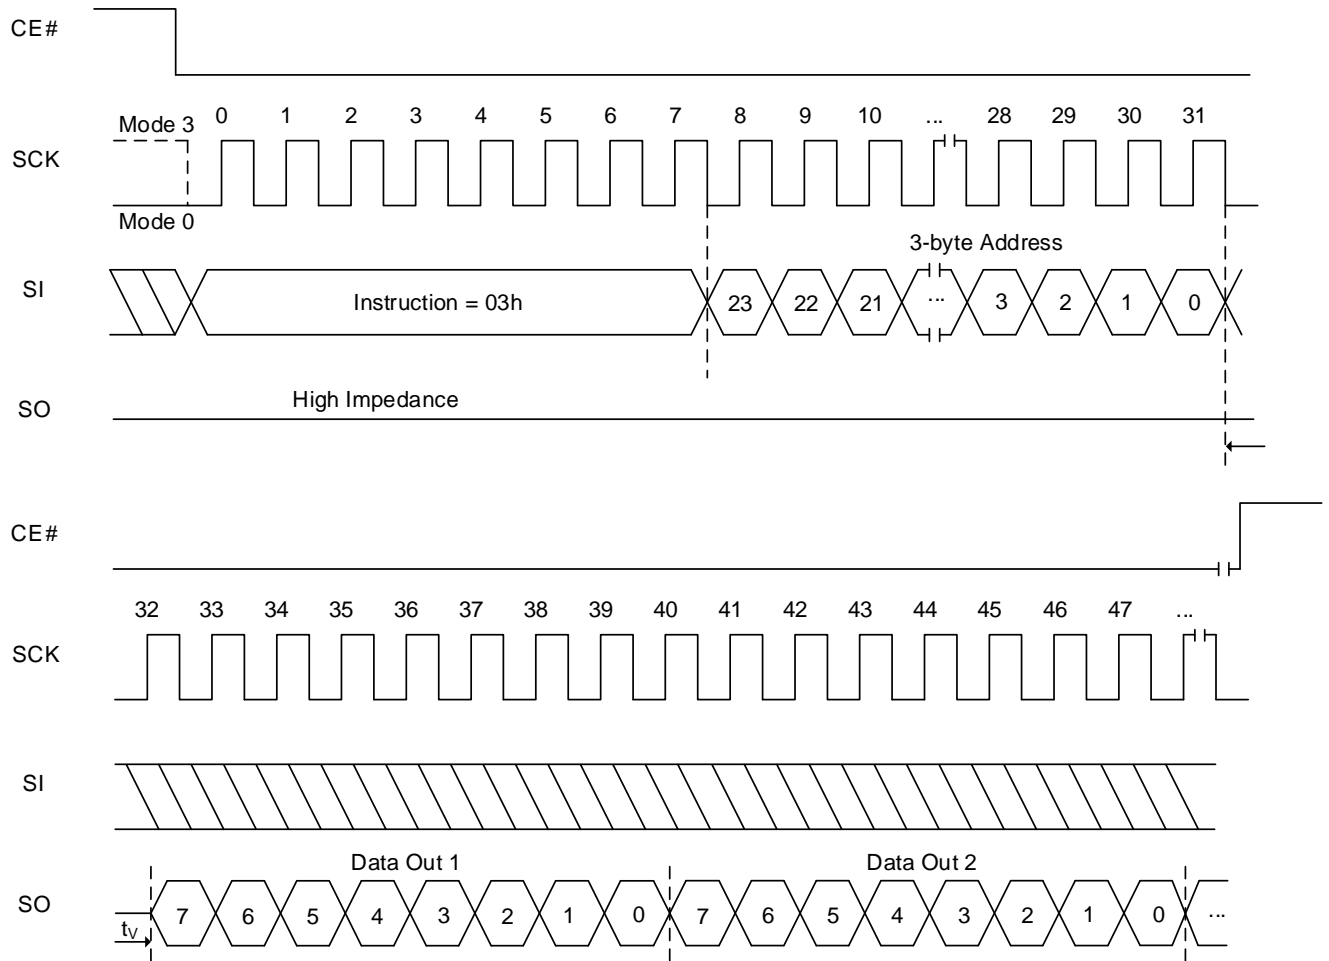 CE#
Mode 3
0 1 2 3 4 5 6 7 8 9 10 ... 28 29 30 31
SCK
Mode 0
3-byte Address
SI
Instruction = 03h
23 22 21 ... 3 2 1 0
High Impedance
SO
CE#
32 33 34 35 36 37 38 39 40 41 42 43 44 45 46 47 ...
SCK
SI
Data Out 1
Data Out 2
SO
7 6 5 4 3 2 1 0 7 6 5 4 3 2 1 0 ...
tV